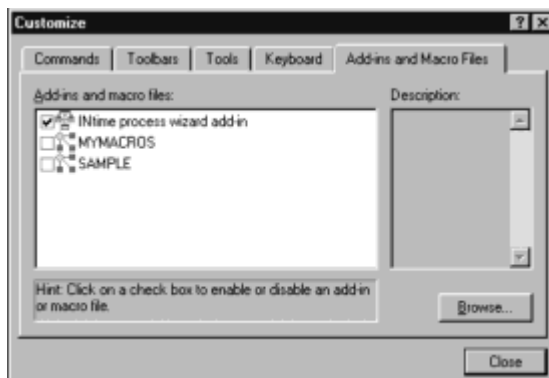 Customize
Commands Toolbars Tools Keyboard Add-ins and Macro Files
Add-ins and macro files: Description:
INtime process wizard add-in
MYMACROS
SAMPLE
Hint: Click on a check box to enable or disable an add-in
or macro file.
Browse...
Close